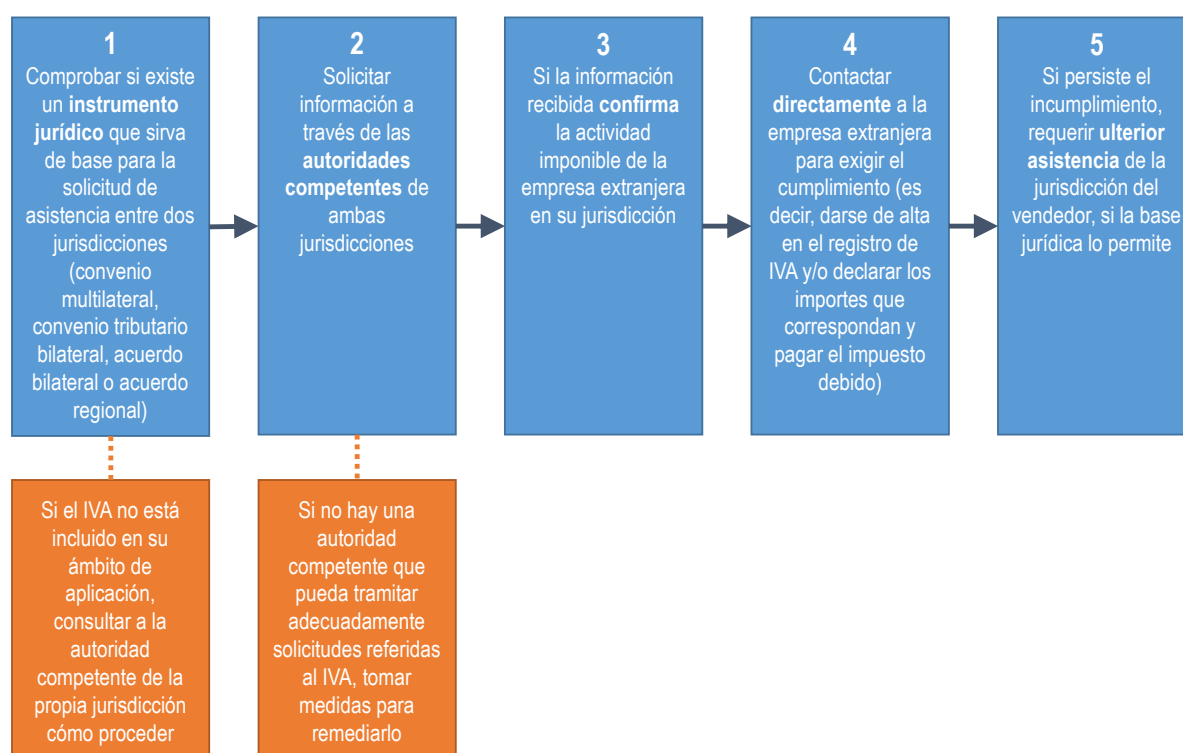 1
Comprobar si existe
un instrumento
jurídico que sirva
de base para la
solicitud de
asistencia entre dos
jurisdicciones
(convenio
multilateral,
convenio tributario
bilateral, acuerdo
bilateral o acuerdo
regional)
2
Solicitar
información a
través de las
autoridades
competentes de
ambas
jurisdicciones
3
Si la información
recibida confirma
la actividad
imponible de la
empresa extranjera
en su jurisdicción
4
Contactar
directamente a la
empresa extranjera
para exigir el
cumplimiento (es
decir, darse de alta
en el registro de
IVA y/o declarar los
importes que
correspondan y
pagar el impuesto
debido)
5
Si persiste el
incumplimiento,
requerir ulterior
asistencia de la
jurisdicción del
vendedor, si la base
jurídica lo permite
Si el IVA no está
incluido en su
ámbito de
aplicación,
consultar a la
autoridad
competente de la
propia jurisdicción
cómo proceder
Si no hay una
autoridad
competente que
pueda tramitar
adecuadamente
solicitudes referidas
al IVA, tomar
medidas para
remediarlo